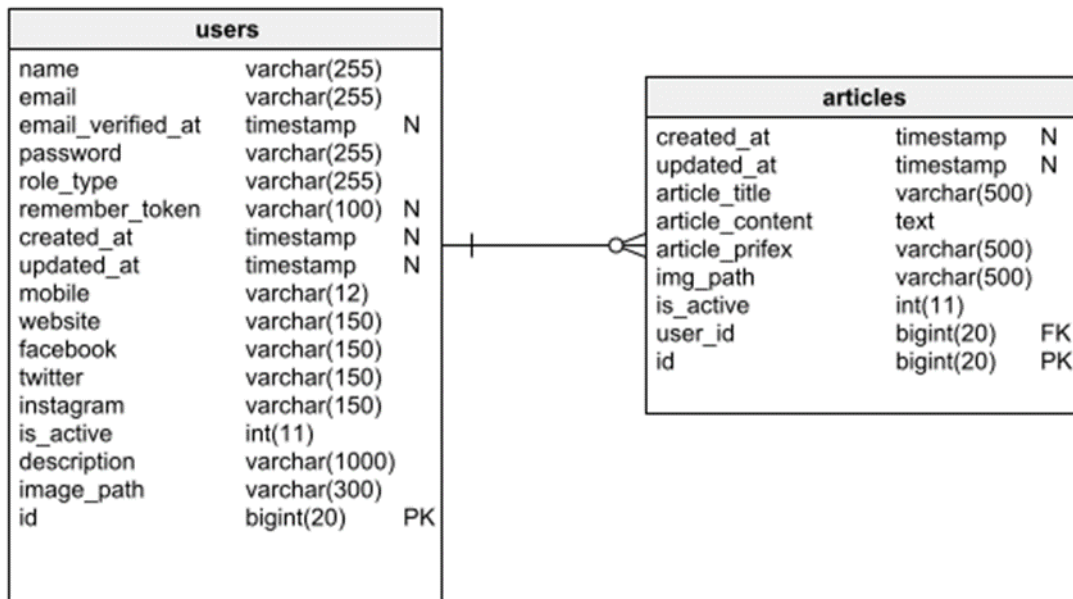 users
name varchar(255)
email varchar(255)
email_verified_at timestamp N
password varchar(255)
role_type varchar(255)
remember_token varchar(100) N
created_at timestamp N
updated_at timestamp N
mobile varchar(12)
website varchar(150)
facebook varchar(150)
twitter varchar(150)
instagram varchar(150)
is_active int(11)
description varchar(1000)
image_path varchar(300)
id bigint(20) PK
articles
created_at timestamp N
updated_at timestamp N
article_title varchar(500)
article_content text
article_prifex varchar(500)
img_path varchar(500)
is_active int(11)
user_id bigint(20) FK
id bigint(20) PK